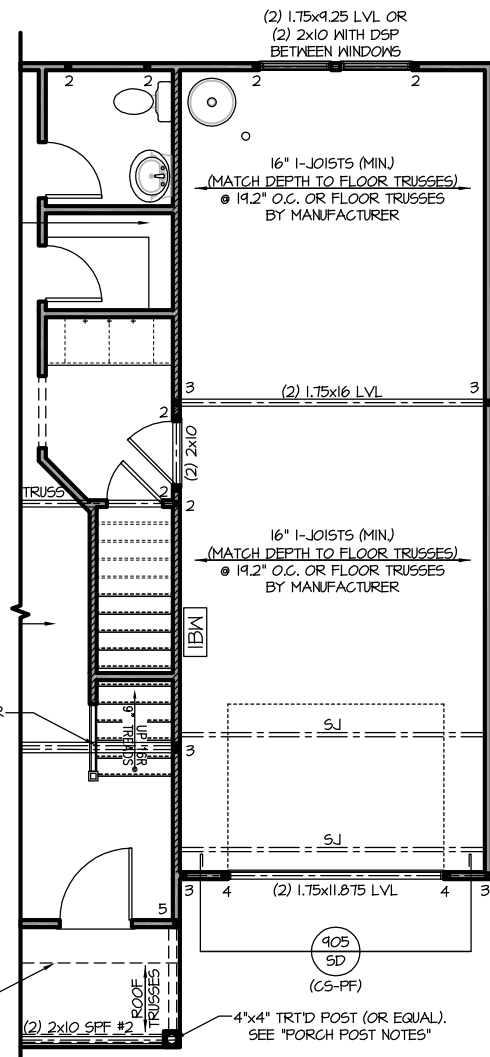 (2) 1.75x9.25 LVL OR
(2) 2x10 WITH DSP
BETWEEN WINDOWS
2
2
2
2
16" I-JOISTS (MIN.)
(MATCH DEPTH TO FLOOR TRUSSES)
@ 19.2" O.C. OR FLOOR TRUSSES
BY MANUFACTURER
3
(2) 1.75x16 LVL
3
2
(2) 2x10
TRUSS
2
2
16" I-JOISTS (MIN.)
(MATCH DEPTH TO FLOOR TRUSSES)
@ 19.2" O.C. OR FLOOR TRUSSES
BY MANUFACTURER
IBM
R
UP 16R
9" TREADS
3
SJ
SJ
5
3
4
(2) 1.75x11.875 LVL
4
3
905
SD
(CS-PF)
ROOF
TRUSSES
(2) 2x10 SPF #2
4"x4" TRT'D POST (OR EQUAL).
SEE "PORCH POST NOTES"